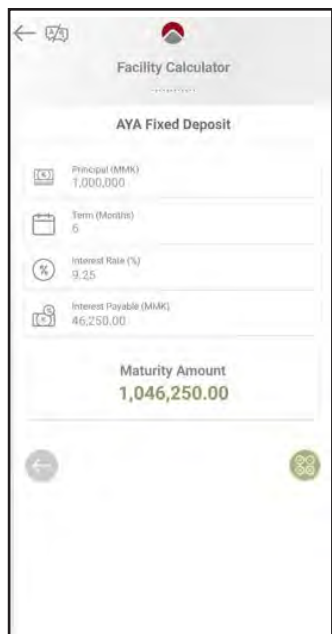 Facility Calculator
AYA Fixed Deposit
Principal (MMK)
1,000,000
Term (Months)
6
Interest Rate (%)
9.25
Interest Payable (MMK)
46,250.00
Maturity Amount
1,046,250.00